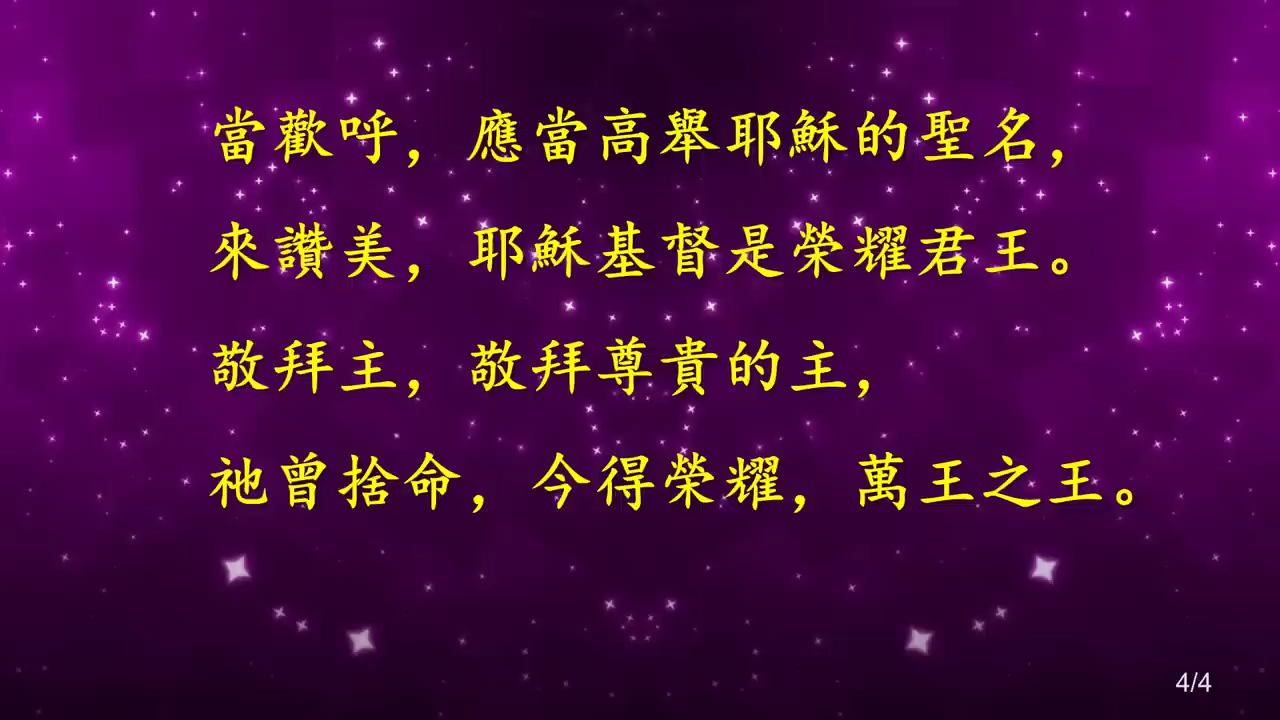 當歡呼，應當高舉耶穌的聖名，
來讚美，耶穌基督是榮耀君王。
敬拜主，敬拜尊貴的主，
祂曾捨命，今得榮耀，萬王之王。
4/4